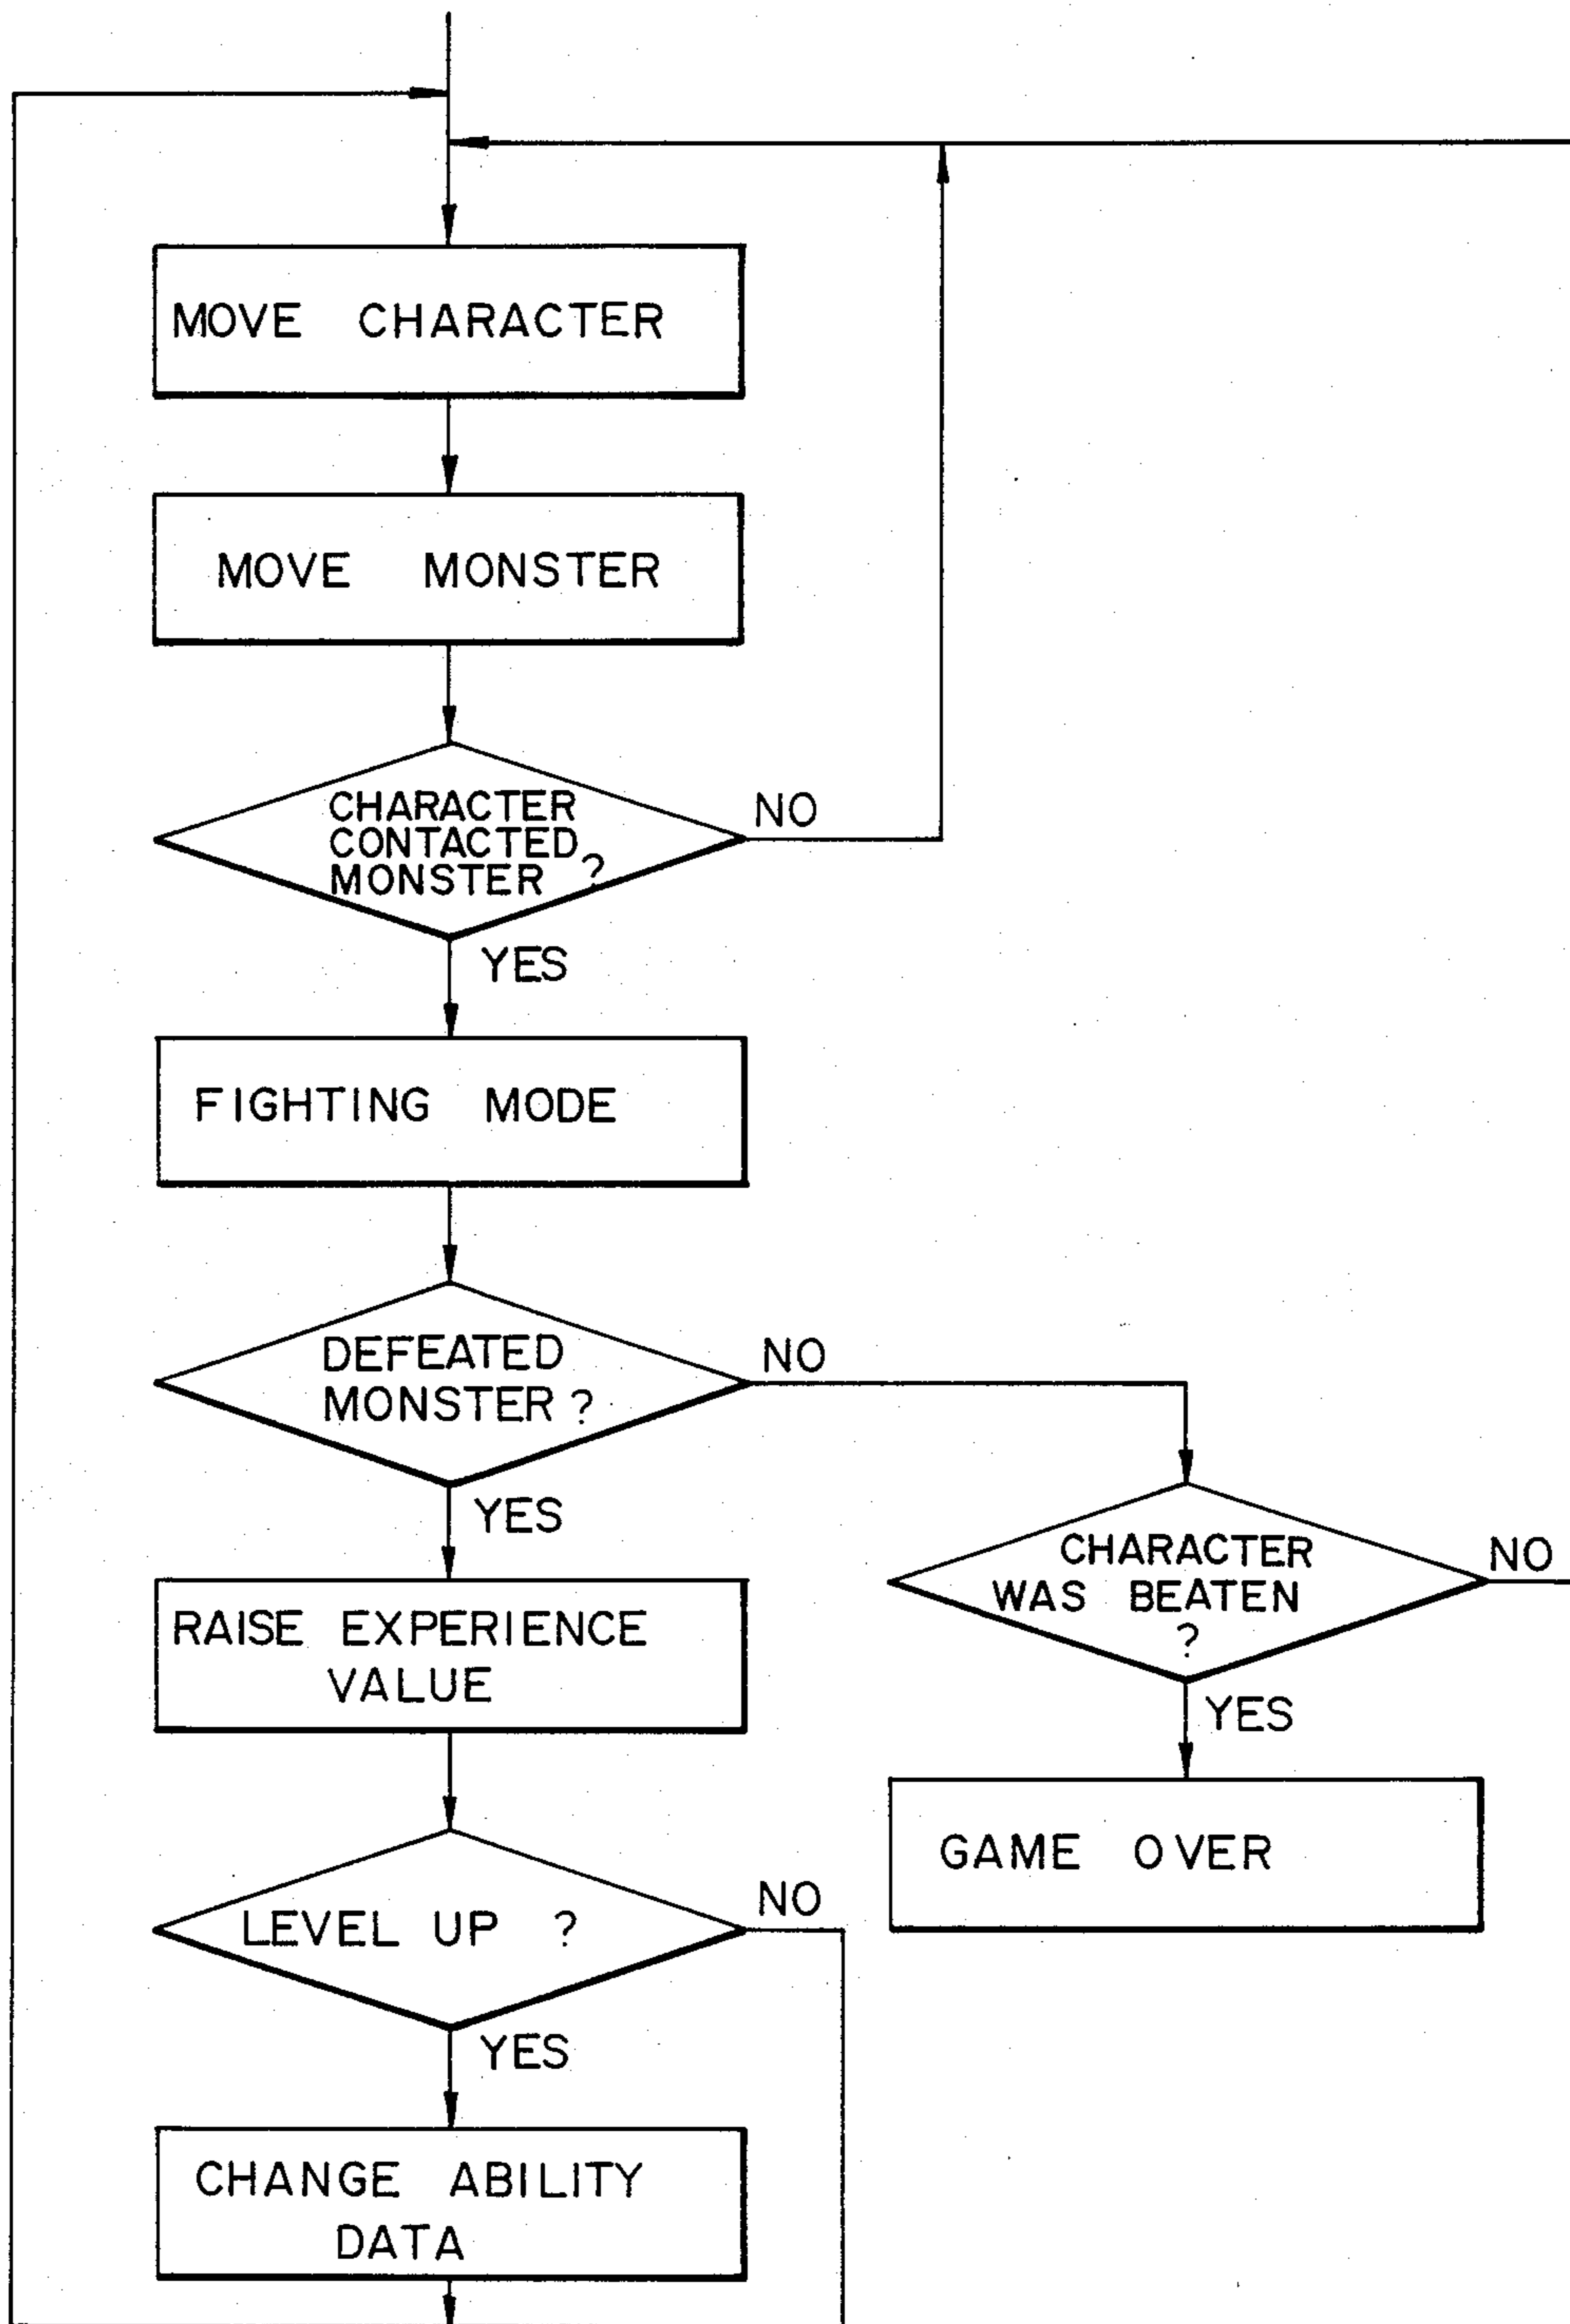 MOVE CHARACTER
MOVE MONSTER
CHARACTER
CONTACTED
MONSTER ?
NO
YES
FIGHTING MODE
DEFEATED
MONSTER ?
NO
YES
CHARACTER
WAS BEATEN
?
NO
YES
GAME OVER
RAISE EXPERIENCE
VALUE
LEVEL UP ?
NO
YES
CHANGE ABILITY
DATA